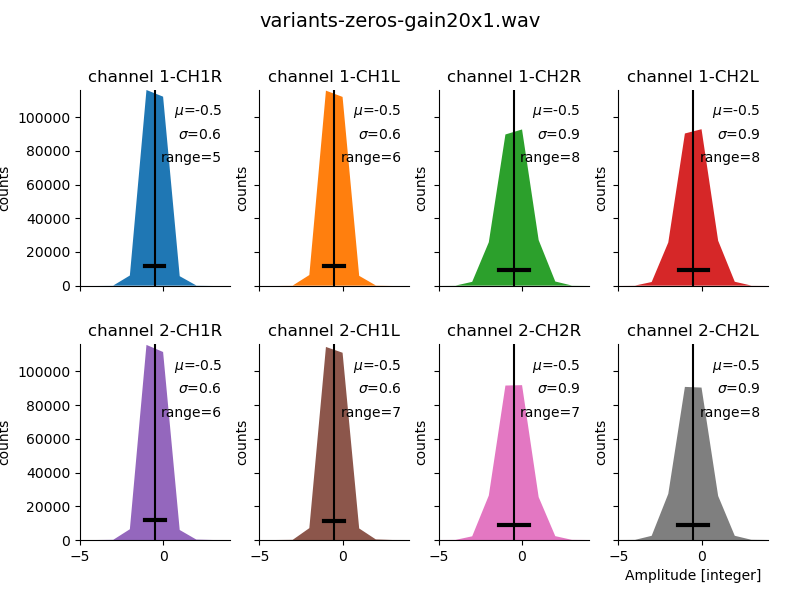 variants-zeros-gain20x1.wav
channel 1-CH1R
channel 1-CH1L
channel 1-CH2R
channel 1-CH2L
100000
80000
60000
40000
20000
0
counts
μ=-0.5
σ=0.6
range=5
counts
μ=-0.5
σ=0.6
range=6
counts
μ=-0.5
σ=0.9
range=8
counts
μ=-0.5
σ=0.9
range=8
channel 2-CH1R
channel 2-CH1L
channel 2-CH2R
channel 2-CH2L
100000
80000
60000
40000
20000
0
counts
μ=-0.5
σ=0.6
range=6
counts
μ=-0.5
σ=0.6
range=7
counts
μ=-0.5
σ=0.9
range=7
counts
μ=-0.5
σ=0.9
range=8
−5 0
−5 0
−5 0
−5 0
Amplitude [integer]